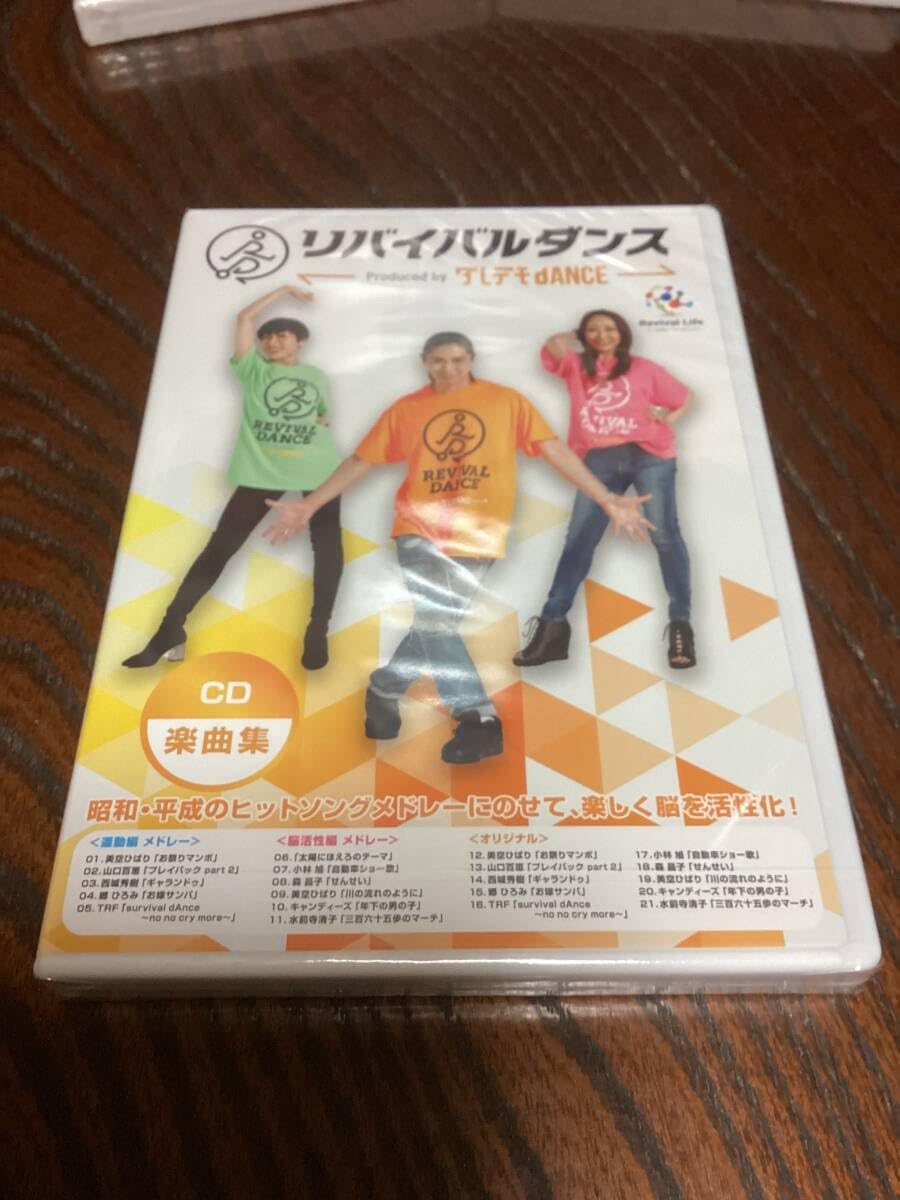 リバイバルダンス
Produced by ダレデモdANCE
Revival Life
REVIVAL
DANCE
REVIVAL
DANCE
REVIVAL
CD
楽曲集
昭和・平成のヒットソングメドレーにのせて、楽しく脳を活性化!
<運動編 メドレー>
01.美空ひばり「お祭りマンボ」
02.山口百恵「プレイバック part 2」
03.西城秀樹「ギャランドゥ」
04.郷 ひろみ「お嫁サンバ」
05.TRF「survival dAnce
～no no cry more～」
<脳活性編 メドレー>
06.「太陽にほえろのテーマ」
07.小林 旭「自動車ショー歌」
08.森 昌子「せんせい」
09.美空ひばり「川の流れのように」
10.キャンディーズ「年下の男の子」
11.水前寺清子「三百六十五歩のマーチ」
<オリジナル>
12.美空ひばり「お祭りマンボ」
13.山口百恵「プレイバック part 2」
14.西城秀樹「ギャランドゥ」
15.郷 ひろみ「お嫁サンバ」
16.TRF「survival dAnce
～no no cry more～」
17.小林 旭「自動車ショー歌」
18.森 昌子「せんせい」
19.美空ひばり「川の流れのように」
20.キャンディーズ「年下の男の子」
21.水前寺清子「三百六十五歩のマーチ」